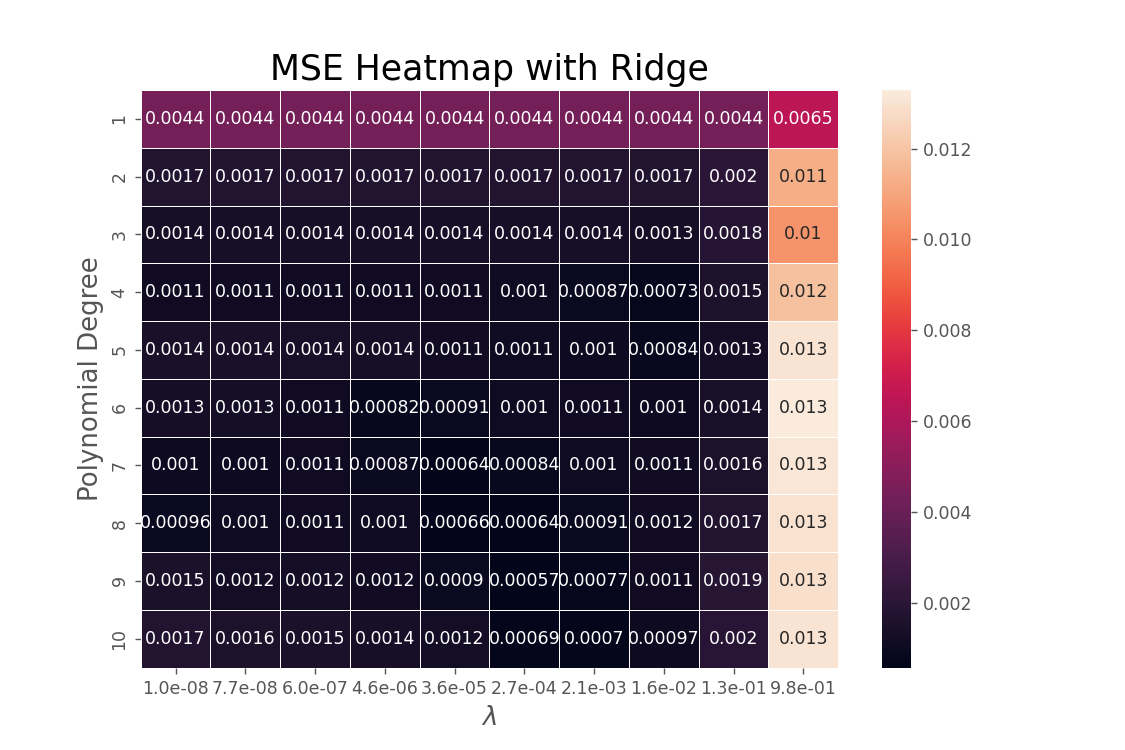 MSE Heatmap with Ridge
1 0.0044 0.0044 0.0044 0.0044 0.0044 0.0044 0.0044 0.0044 0.0044 0.0065
2 0.0017 0.0017 0.0017 0.0017 0.0017 0.0017 0.0017 0.0017 0.002 0.011
3 0.0014 0.0014 0.0014 0.0014 0.0014 0.0014 0.0014 0.0013 0.0018 0.01
4 0.0011 0.0011 0.0011 0.0011 0.0011 0.001 0.00087 0.00073 0.0015 0.012
5 0.0014 0.0014 0.0014 0.0014 0.0011 0.0011 0.001 0.00084 0.0013 0.013
6 0.0013 0.0013 0.0011 0.00082 0.00091 0.001 0.0011 0.001 0.0014 0.013
7 0.001 0.001 0.0011 0.00087 0.00064 0.00084 0.001 0.0011 0.0016 0.013
8 0.00096 0.001 0.0011 0.001 0.00066 0.00064 0.00091 0.0012 0.0017 0.013
9 0.0015 0.0012 0.0012 0.0012 0.0009 0.00057 0.00077 0.0011 0.0019 0.013
10 0.0017 0.0016 0.0015 0.0014 0.0012 0.00069 0.0007 0.00097 0.002 0.013
1.0e-08 7.7e-08 6.0e-07 4.6e-06 3.6e-05 2.7e-04 2.1e-03 1.6e-02 1.3e-01 9.8e-01
λ
Polynomial Degree
0.012
0.010
0.008
0.006
0.004
0.002